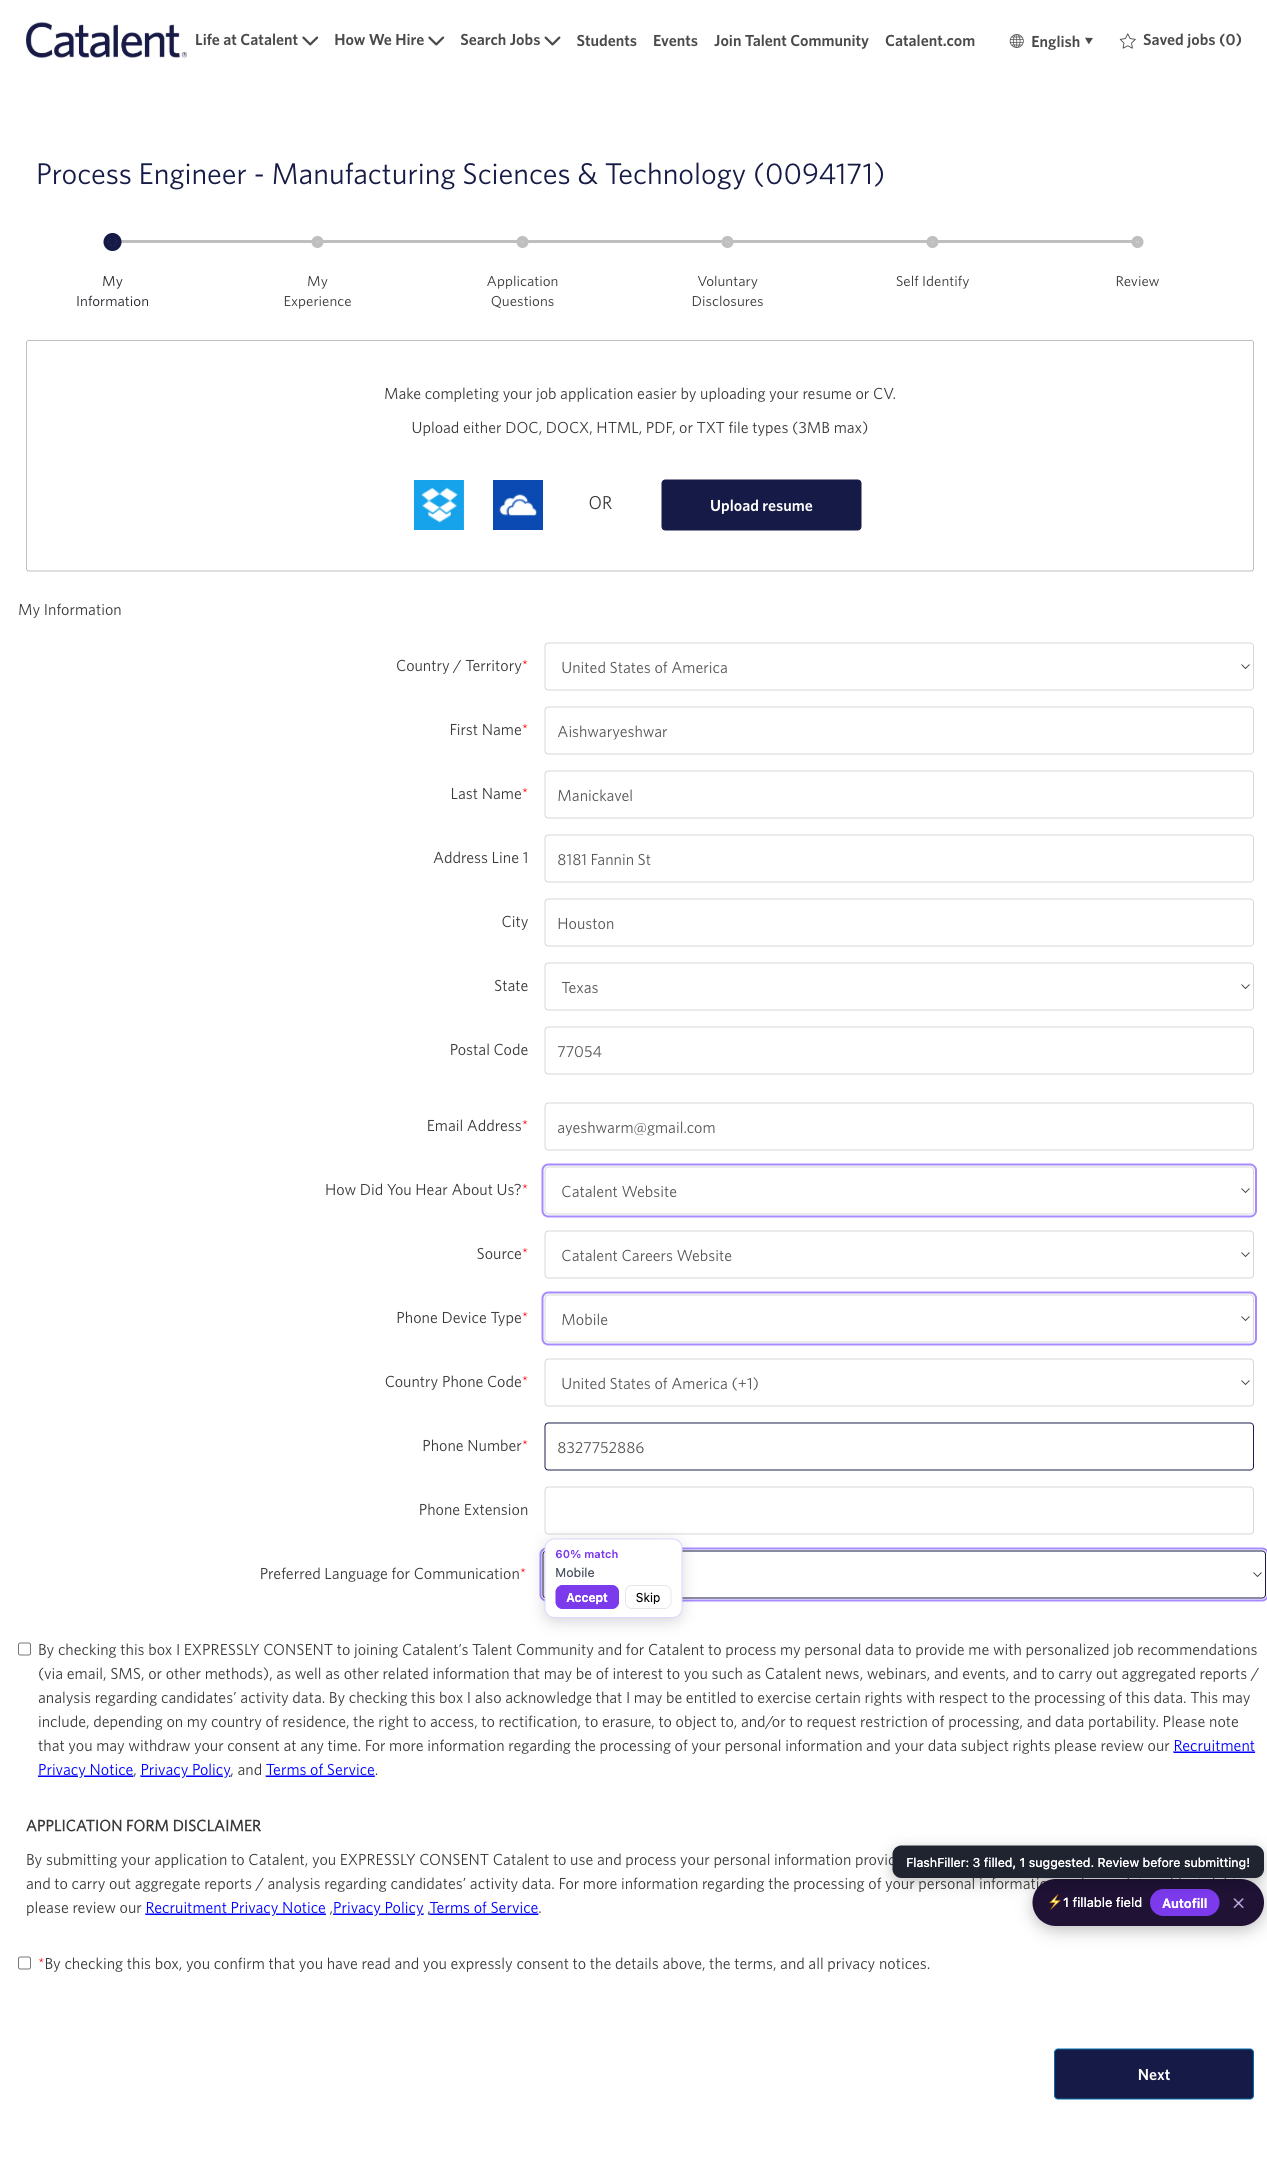 Catalent®
Life at Catalent
How We Hire
Search Jobs
Students
Events
Join Talent Community
Catalent.com
English
Saved jobs (0)
Process Engineer - Manufacturing Sciences & Technology (0094171)
My
Information
My
Experience
Application
Questions
Voluntary
Disclosures
Self Identify
Review
Make completing your job application easier by uploading your resume or CV.
Upload either DOC, DOCX, HTML, PDF, or TXT file types (3MB max)
OR
Upload resume
My Information
Country / Territory*
United States of America
First Name*
Aishwaryeshwar
Last Name*
Manickavel
Address Line 1
8181 Fannin St
City
Houston
State
Texas
Postal Code
77054
Email Address*
ayeshwarm@gmail.com
How Did You Hear About Us?*
Catalent Website
Source*
Catalent Careers Website
Phone Device Type*
Mobile
Country Phone Code*
United States of America (+1)
Phone Number*
8327752886
Phone Extension
Preferred Language for Communication*
60% match
Mobile
Accept
Skip
By checking this box I EXPRESSLY CONSENT to joining Catalent's Talent Community and for Catalent to process my personal data to provide me with personalized job recommendations
(via email, SMS, or other methods), as well as other related information that may be of interest to you such as Catalent news, webinars, and events, and to carry out aggregated reports /
analysis regarding candidates' activity data. By checking this box I also acknowledge that I may be entitled to exercise certain rights with respect to the processing of this data. This may
include, depending on my country of residence, the right to access, to rectification, to erasure, to object to, and/or to request restriction of processing, and data portability. Please note
that you may withdraw your consent at any time. For more information regarding the processing of your personal information and your data subject rights please review our Recruitment
Privacy Notice, Privacy Policy, and Terms of Service.
APPLICATION FORM DISCLAIMER
By submitting your application to Catalent, you EXPRESSLY CONSENT Catalent to use and process your personal information
and to carry out aggregate reports / analysis regarding candidates' activity data. For more information regarding the processing of your personal
please review our Recruitment Privacy Notice ,Privacy Policy ,Terms of Service.
FlashFiller: 3 filled, 1 suggested. Review before submitting!
⚡1 fillable field
Autofill
×
*By checking this box, you confirm that you have read and you expressly consent to the details above, the terms, and all privacy notices.
Next